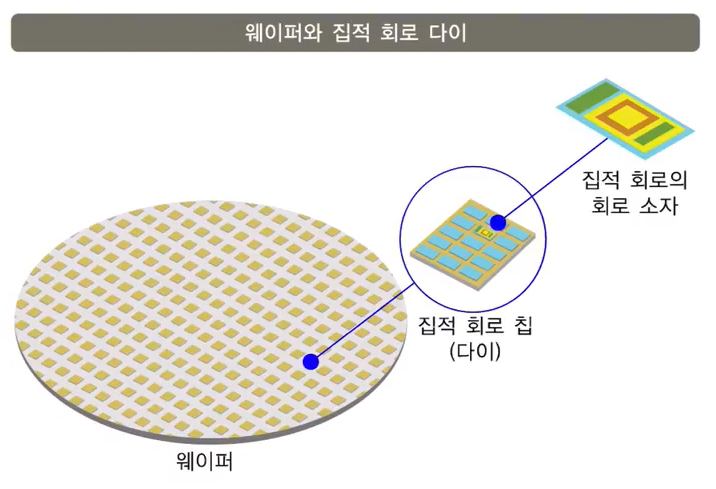 웨이퍼와 집적 회로 다이
집적 회로의
회로 소자
집적 회로 칩
(다이)
웨이퍼